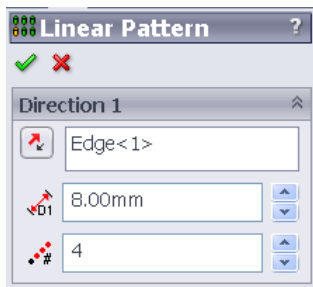 Linear Pattern ?
Direction 1
Edge<1>
D1 8.00mm
# 4